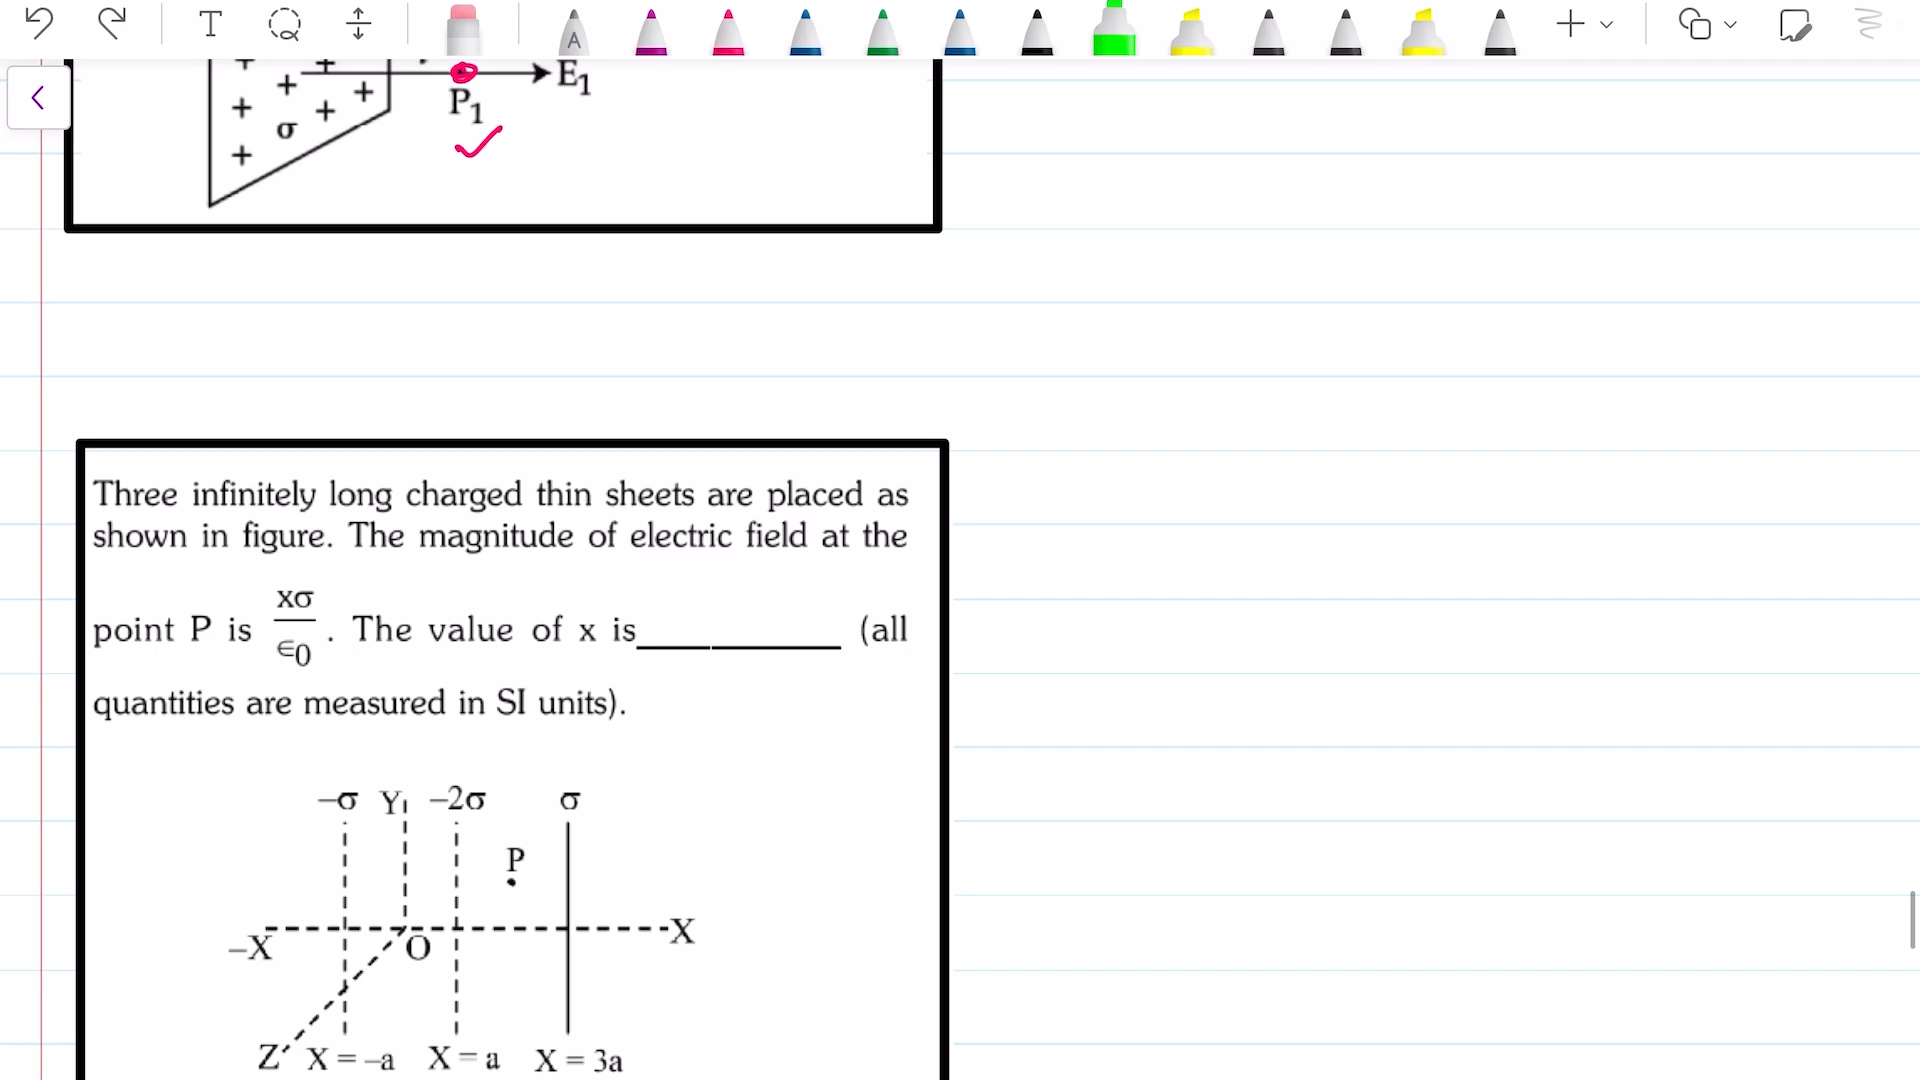 T
A
+ + E₁
+ + P₁
+ +
σ
+
Three infinitely long charged thin sheets are placed as
shown in figure. The magnitude of electric field at the
point P is xσ/∈0. The value of x is__________ (all
quantities are measured in SI units).
–σ Y –2σ σ
P
–X O X
Z X = –a X = a X = 3a